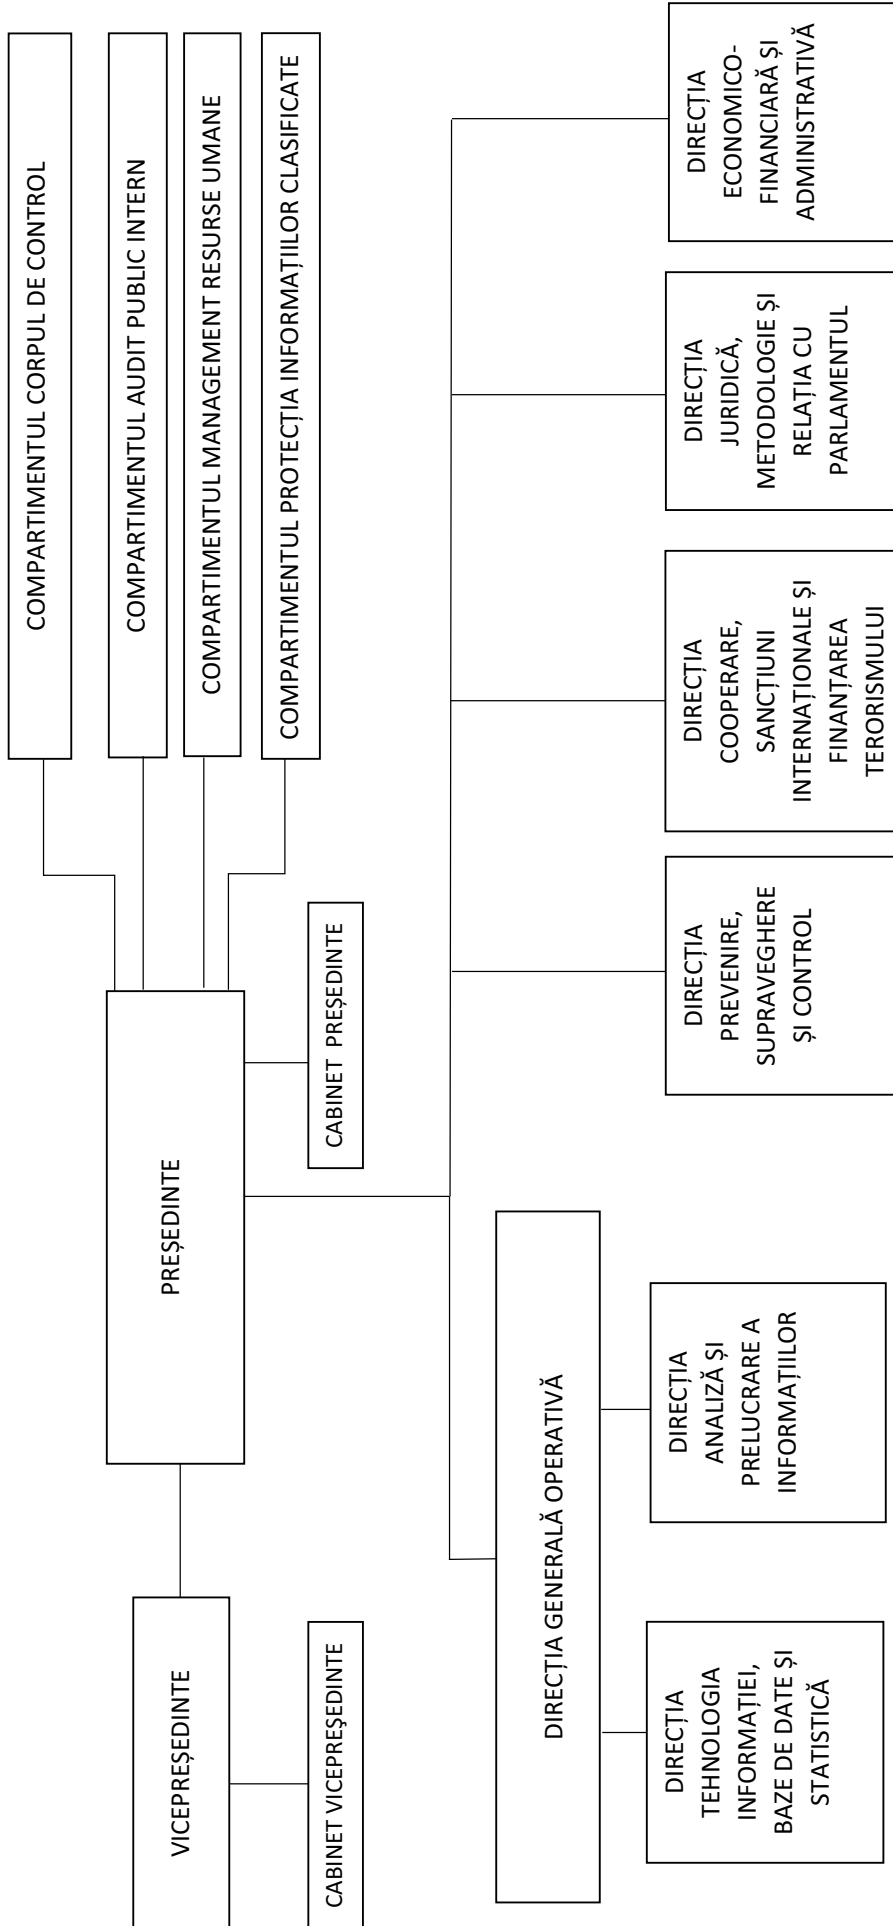 COMPARTIMENTUL CORPUL DE CONTROL
COMPARTIMENTUL AUDIT PUBLIC INTERN
COMPARTIMENTUL MANAGEMENT RESURSE UMANE
COMPARTIMENTUL PROTECȚIA INFORMAȚIILOR CLASIFICATE
VICEPREȘEDINTE
PREȘEDINTE
CABINET VICEPREȘEDINTE
CABINET PREȘEDINTE
DIRECȚIA GENERALĂ OPERATIVĂ
DIRECȚIA
TEHNOLOGIA
INFORMAȚIEI,
BAZE DE DATE ȘI
STATISTICĂ
DIRECȚIA
ANALIZĂ ȘI
PRELUCRARE A
INFORMAȚIILOR
DIRECȚIA
PREVENIRE,
SUPRAVEGHERE
ȘI CONTROL
DIRECȚIA
COOPERARE,
SANCȚIUNI
INTERNAȚIONALE ȘI
FINANȚAREA
TERORISMULUI
DIRECȚIA
JURIDICĂ,
METODOLOGIE ȘI
RELAȚIA CU
PARLAMENTUL
DIRECȚIA
ECONOMICO-
FINANCIARĂ ȘI
ADMINISTRATIVĂ